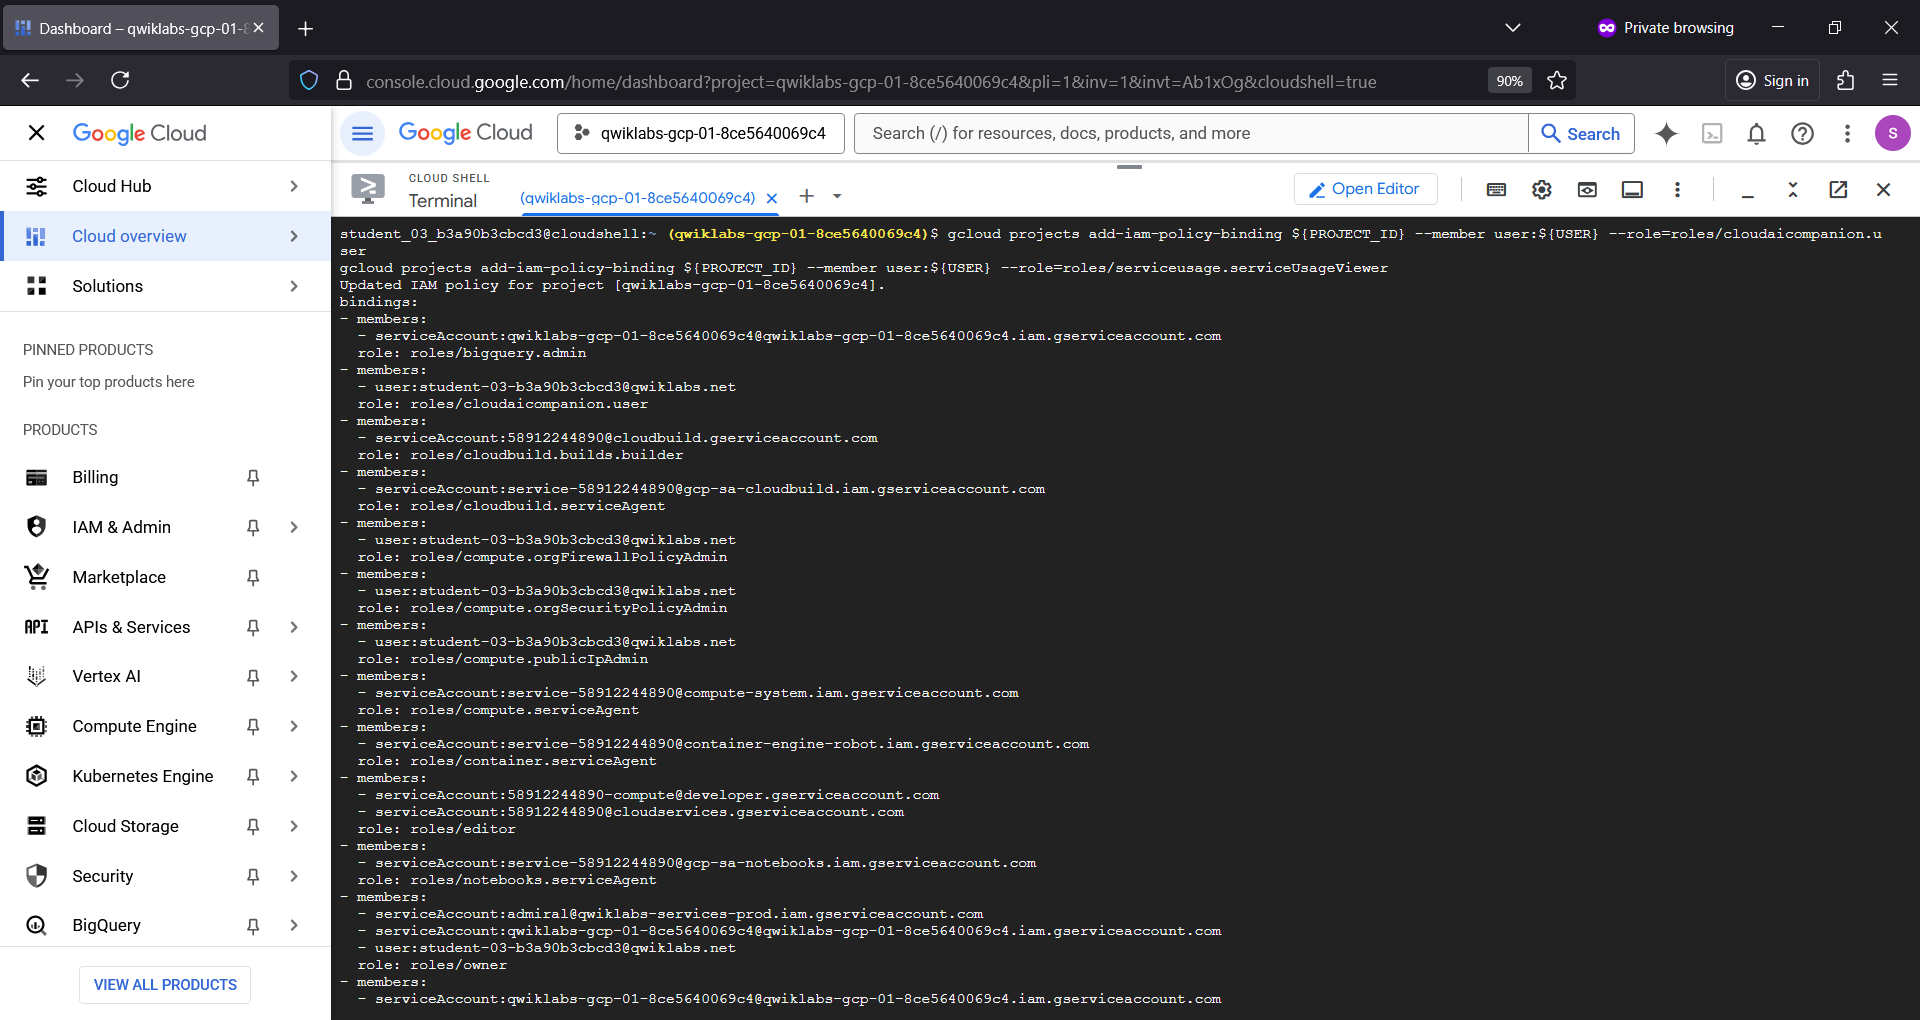 Dashboard – qwiklabs-gcp-01-8
Private browsing
console.cloud.google.com/home/dashboard?project=qwiklabs-gcp-01-8ce5640069c4&pli=1&inv=1&invt=Ab1xOg&cloudshell=true
90%
Sign in
Google Cloud
Google Cloud
qwiklabs-gcp-01-8ce5640069c4
Search (/) for resources, docs, products, and more
Search
S
Cloud Hub
Cloud overview
Solutions
PINNED PRODUCTS
Pin your top products here
PRODUCTS
Billing
IAM & Admin
Marketplace
API
APIs & Services
Vertex AI
Compute Engine
Kubernetes Engine
Cloud Storage
Security
BigQuery
VIEW ALL PRODUCTS
CLOUD SHELL
Terminal
(qwiklabs-gcp-01-8ce5640069c4)
Open Editor
student_03_b3a90b3cbcd3@cloudshell:~ (qwiklabs-gcp-01-8ce5640069c4)$ gcloud projects add-iam-policy-binding ${PROJECT_ID} --member user:${USER} --role=roles/cloudaicompanion.u
ser
gcloud projects add-iam-policy-binding ${PROJECT_ID} --member user:${USER} --role=roles/serviceusage.serviceUsageViewer
Updated IAM policy for project [qwiklabs-gcp-01-8ce5640069c4].
bindings:
- members:
  - serviceAccount:qwiklabs-gcp-01-8ce5640069c4@qwiklabs-gcp-01-8ce5640069c4.iam.gserviceaccount.com
  role: roles/bigquery.admin
- members:
  - user:student-03-b3a90b3cbcd3@qwiklabs.net
  role: roles/cloudaicompanion.user
- members:
  - serviceAccount:58912244890@cloudbuild.gserviceaccount.com
  role: roles/cloudbuild.builds.builder
- members:
  - serviceAccount:service-58912244890@gcp-sa-cloudbuild.iam.gserviceaccount.com
  role: roles/cloudbuild.serviceAgent
- members:
  - user:student-03-b3a90b3cbcd3@qwiklabs.net
  role: roles/compute.orgFirewallPolicyAdmin
- members:
  - user:student-03-b3a90b3cbcd3@qwiklabs.net
  role: roles/compute.orgSecurityPolicyAdmin
- members:
  - user:student-03-b3a90b3cbcd3@qwiklabs.net
  role: roles/compute.publicIpAdmin
- members:
  - serviceAccount:service-58912244890@compute-system.iam.gserviceaccount.com
  role: roles/compute.serviceAgent
- members:
  - serviceAccount:service-58912244890@container-engine-robot.iam.gserviceaccount.com
  role: roles/container.serviceAgent
- members:
  - serviceAccount:58912244890-compute@developer.gserviceaccount.com
  - serviceAccount:58912244890@cloudservices.gserviceaccount.com
  role: roles/editor
- members:
  - serviceAccount:service-58912244890@gcp-sa-notebooks.iam.gserviceaccount.com
  role: roles/notebooks.serviceAgent
- members:
  - serviceAccount:admiral@qwiklabs-services-prod.iam.gserviceaccount.com
  - serviceAccount:qwiklabs-gcp-01-8ce5640069c4@qwiklabs-gcp-01-8ce5640069c4.iam.gserviceaccount.com
  - user:student-03-b3a90b3cbcd3@qwiklabs.net
  role: roles/owner
- members:
  - serviceAccount:qwiklabs-gcp-01-8ce5640069c4@qwiklabs-gcp-01-8ce5640069c4.iam.gserviceaccount.com